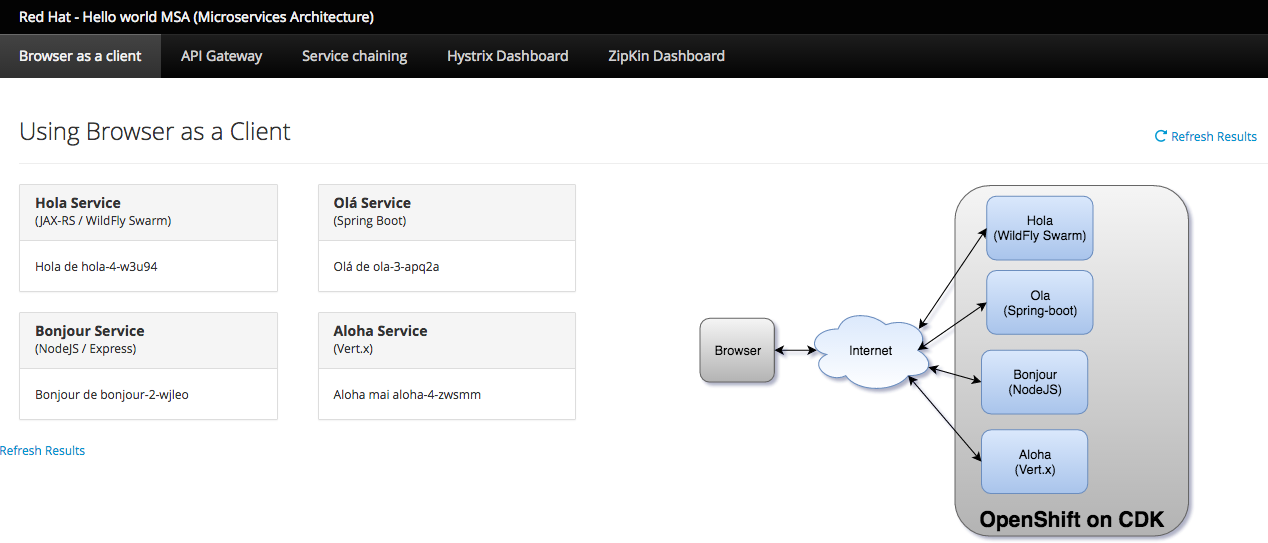 Red Hat - Hello world MSA (Microservices Architecture)
Browser as a client
API Gateway
Service chaining
Hystrix Dashboard
ZipKin Dashboard
Using Browser as a Client
Refresh Results
Hola Service
(JAX-RS / WildFly Swarm)
Hola de hola-4-w3u94
Olá Service
(Spring Boot)
Olá de ola-3-apq2a
Bonjour Service
(NodeJS / Express)
Bonjour de bonjour-2-wjleo
Aloha Service
(Vert.x)
Aloha mai aloha-4-zwsmm
Refresh Results
Browser
Internet
Hola
(WildFly Swarm)
Ola
(Spring-boot)
Bonjour
(NodeJS)
Aloha
(Vert.x)
OpenShift on CDK